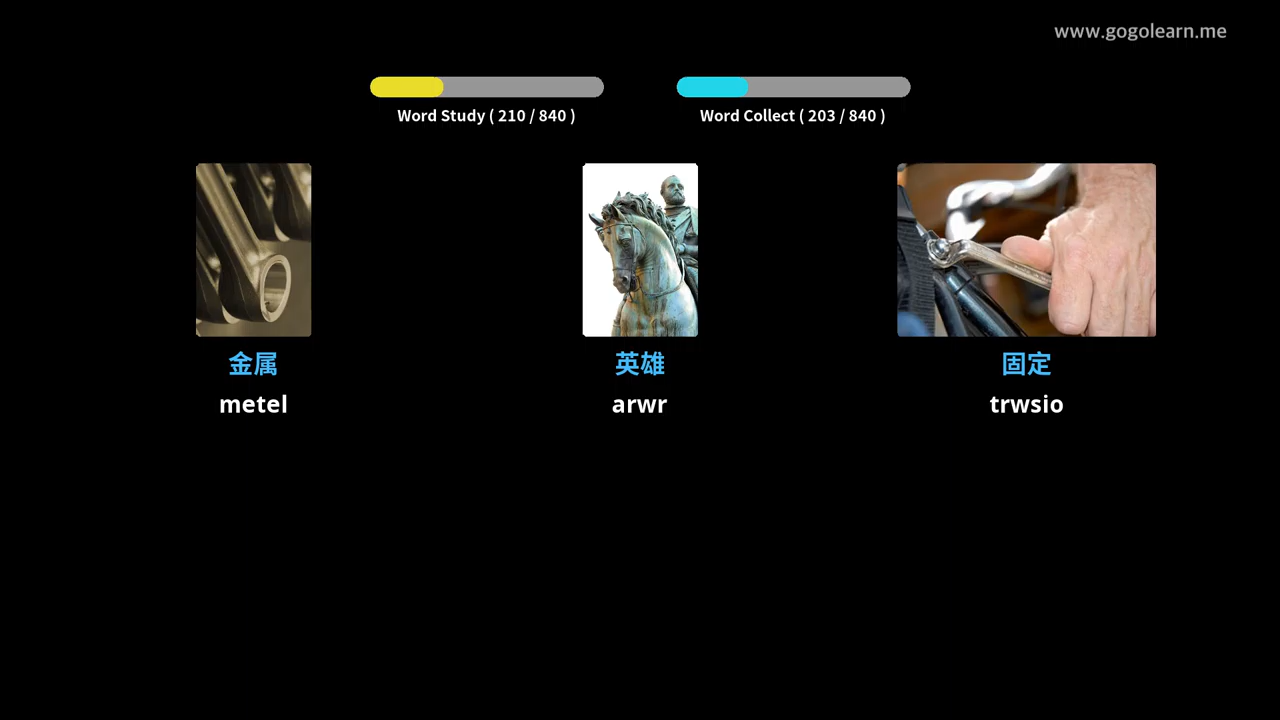 www.gogolearn.me
Word Study ( 210 / 840 )
Word Collect ( 203 / 840 )
金属
英雄
固定
metel
arwr
trwsio